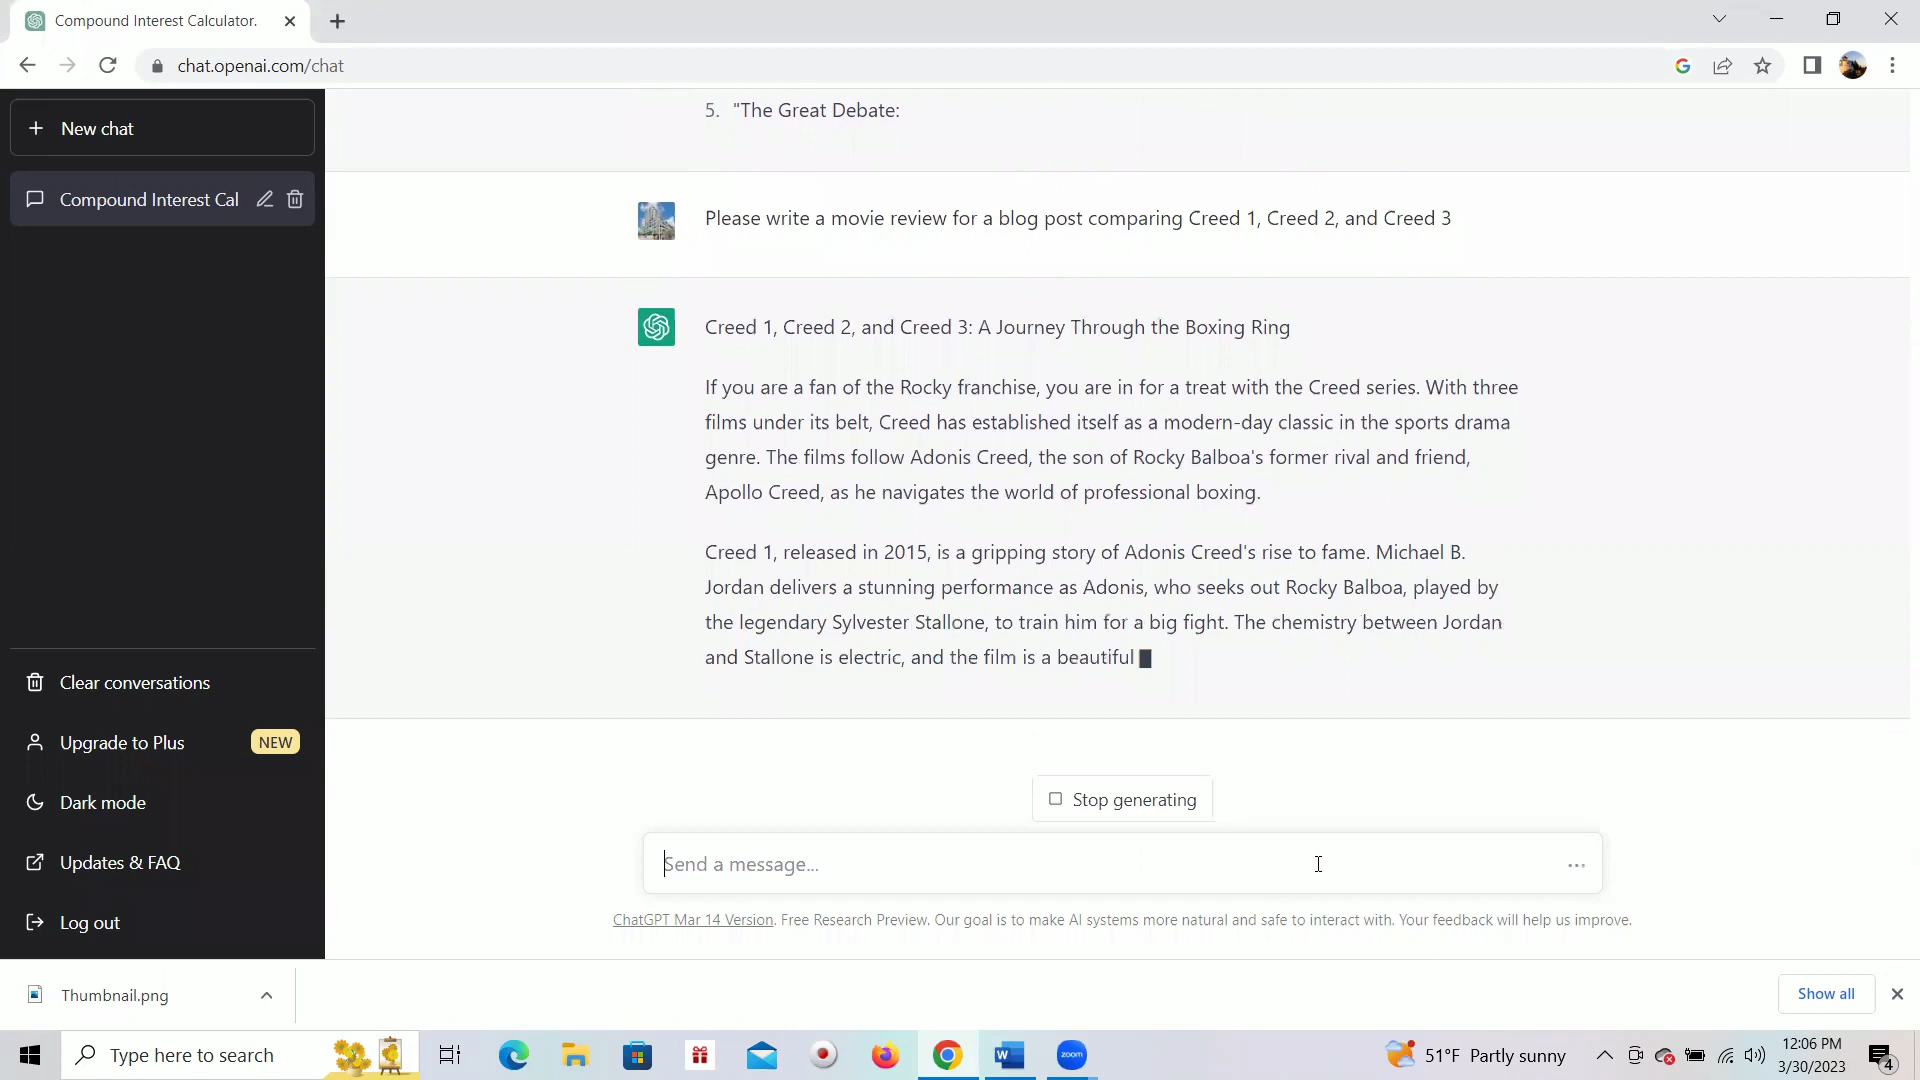 Compound Interest Calculator.
chat.openai.com/chat
New chat
Compound Interest Cal
5. "The Great Debate:
Please write a movie review for a blog post comparing Creed 1, Creed 2, and Creed 3
Creed 1, Creed 2, and Creed 3: A Journey Through the Boxing Ring
If you are a fan of the Rocky franchise, you are in for a treat with the Creed series. With three
films under its belt, Creed has established itself as a modern-day classic in the sports drama
genre. The films follow Adonis Creed, the son of Rocky Balboa's former rival and friend,
Apollo Creed, as he navigates the world of professional boxing.
Creed 1, released in 2015, is a gripping story of Adonis Creed's rise to fame. Michael B.
Jordan delivers a stunning performance as Adonis, who seeks out Rocky Balboa, played by
the legendary Sylvester Stallone, to train him for a big fight. The chemistry between Jordan
and Stallone is electric, and the film is a beautiful
Clear conversations
Upgrade to Plus NEW
Dark mode
Updates & FAQ
Log out
Stop generating
Send a message...
ChatGPT Mar 14 Version. Free Research Preview. Our goal is to make AI systems more natural and safe to interact with. Your feedback will help us improve.
Thumbnail.png
Show all
Type here to search
W
zoom
51°F Partly sunny
12:06 PM
3/30/2023
4